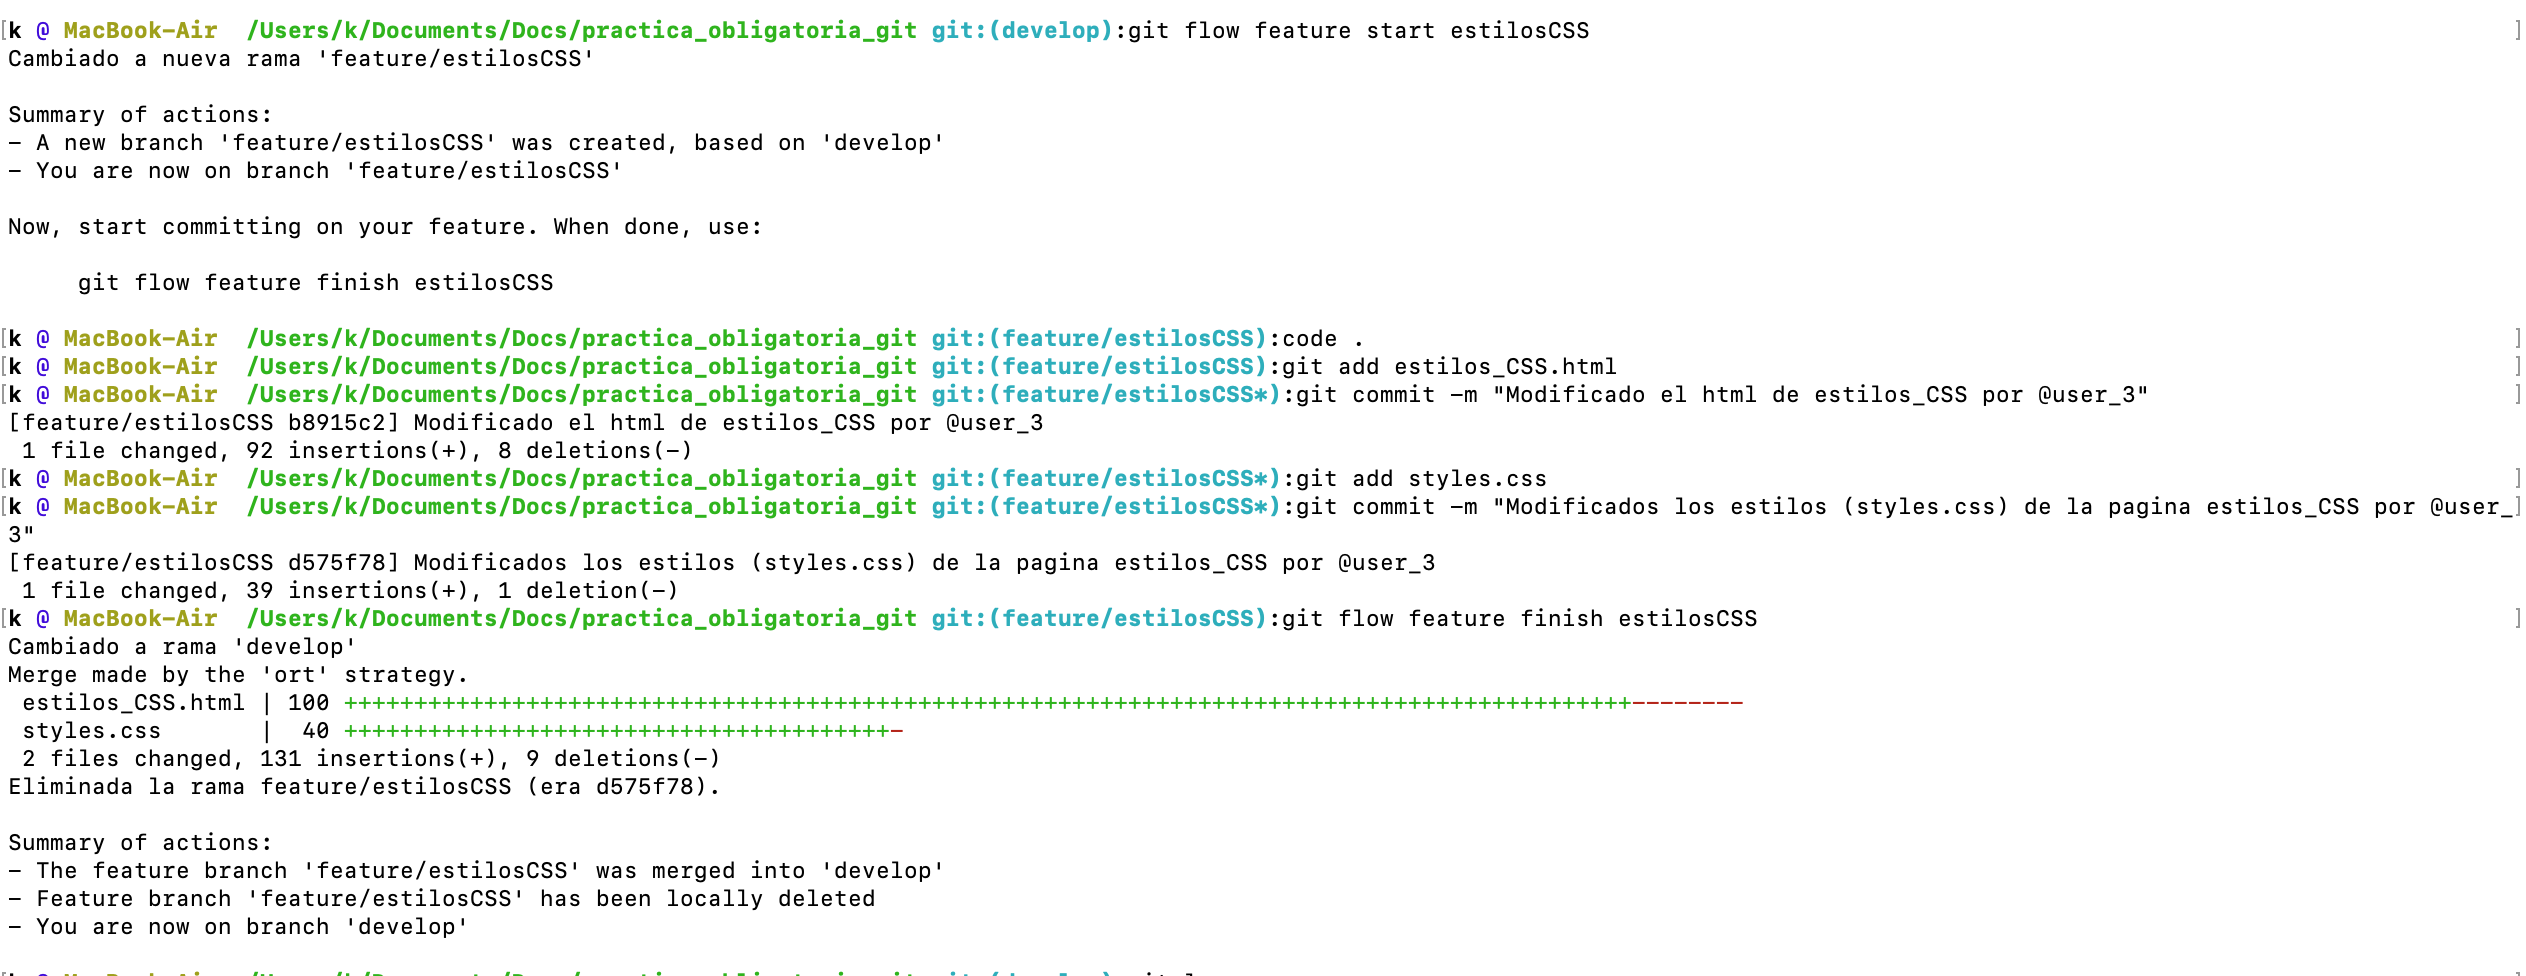 [k @ MacBook-Air  /Users/k/Documents/Docs/practica_obligatoria_git git:(develop):git flow feature start estilosCSS ]
Cambiado a nueva rama 'feature/estilosCSS'

Summary of actions:
- A new branch 'feature/estilosCSS' was created, based on 'develop'
- You are now on branch 'feature/estilosCSS'

Now, start committing on your feature. When done, use:

     git flow feature finish estilosCSS

[k @ MacBook-Air  /Users/k/Documents/Docs/practica_obligatoria_git git:(feature/estilosCSS):code . ]
[k @ MacBook-Air  /Users/k/Documents/Docs/practica_obligatoria_git git:(feature/estilosCSS):git add estilos_CSS.html ]
[k @ MacBook-Air  /Users/k/Documents/Docs/practica_obligatoria_git git:(feature/estilosCSS*):git commit -m "Modificado el html de estilos_CSS por @user_3" ]
[feature/estilosCSS b8915c2] Modificado el html de estilos_CSS por @user_3
 1 file changed, 92 insertions(+), 8 deletions(-)
[k @ MacBook-Air  /Users/k/Documents/Docs/practica_obligatoria_git git:(feature/estilosCSS*):git add styles.css ]
[k @ MacBook-Air  /Users/k/Documents/Docs/practica_obligatoria_git git:(feature/estilosCSS*):git commit -m "Modificados los estilos (styles.css) de la pagina estilos_CSS por @user_]
3"
[feature/estilosCSS d575f78] Modificados los estilos (styles.css) de la pagina estilos_CSS por @user_3
 1 file changed, 39 insertions(+), 1 deletion(-)
[k @ MacBook-Air  /Users/k/Documents/Docs/practica_obligatoria_git git:(feature/estilosCSS):git flow feature finish estilosCSS ]
Cambiado a rama 'develop'
Merge made by the 'ort' strategy.
 estilos_CSS.html | 100 ++++++++++++++++++++++++++++++++++++++++++++++++++++++++++++++++++++++++++++++++++++++++++++--------
 styles.css       |  40 +++++++++++++++++++++++++++++++++++++++-
 2 files changed, 131 insertions(+), 9 deletions(-)
Eliminada la rama feature/estilosCSS (era d575f78).

Summary of actions:
- The feature branch 'feature/estilosCSS' was merged into 'develop'
- Feature branch 'feature/estilosCSS' has been locally deleted
- You are now on branch 'develop'